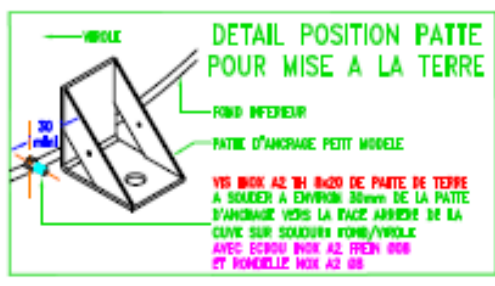 DETAIL POSITION PATTE
POUR MISE A LA TERRE
VIROLE
FOND INFERIEUR
30
mini
PATTE D'ANCRAGE PETIT MODELE
VIS INOX A2 TH 8x20 DE PATTE DE TERRE
A SOUDER A ENVIRON 30mm DE LA PATTE
D'ANCRAGE VERS LA FACE ARRIERE DE LA
CUVE SUR SOUDURE FOND/VIROLE
AVEC ECROU INOX A2 FREIN Ø08
ET RONDELLE INOX A2 Ø8